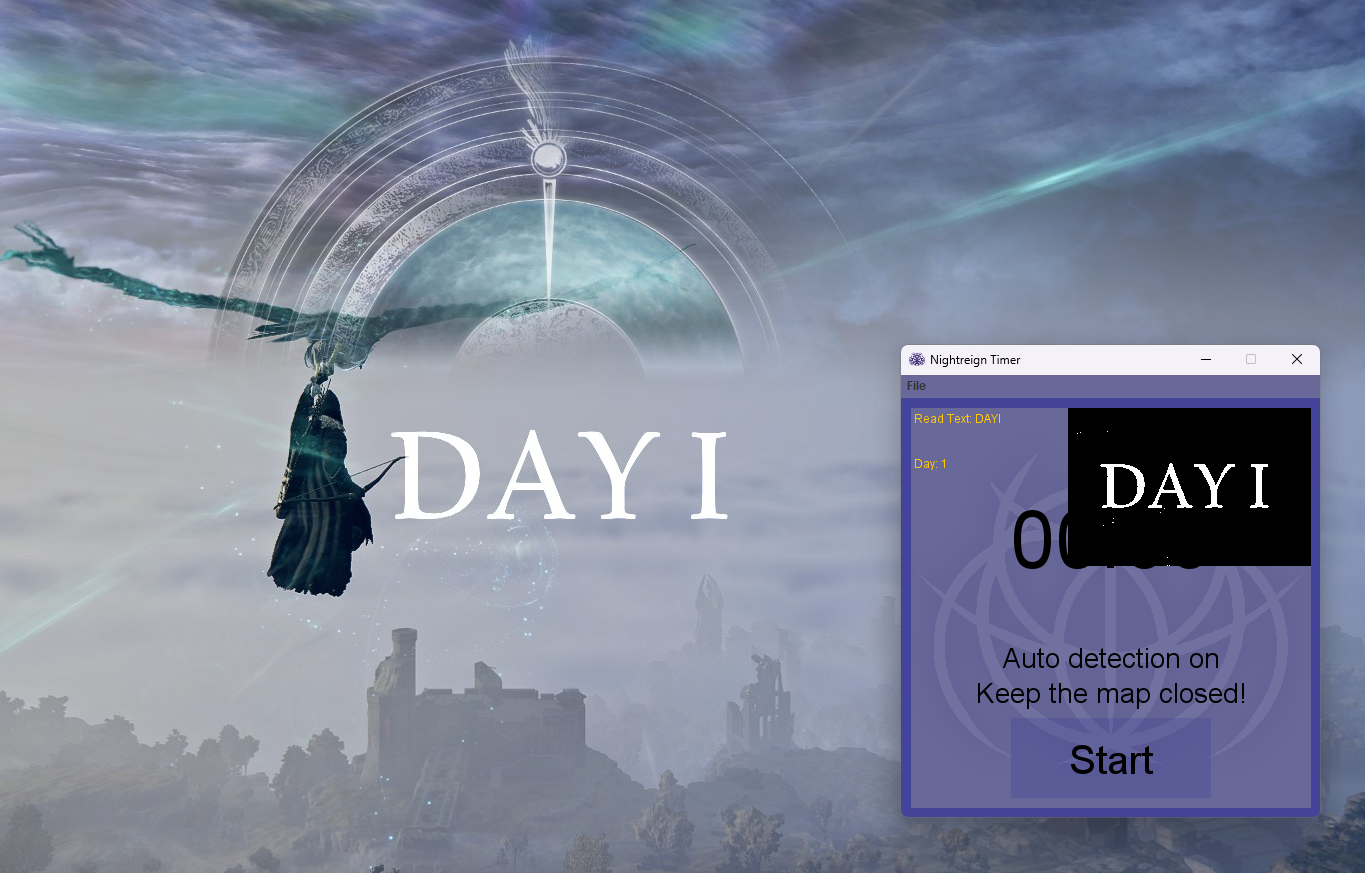 DAY I
Nightreign Timer
File
Read Text: DAYI
DAY I
Day: 1
Auto detection on
Keep the map closed!
Start